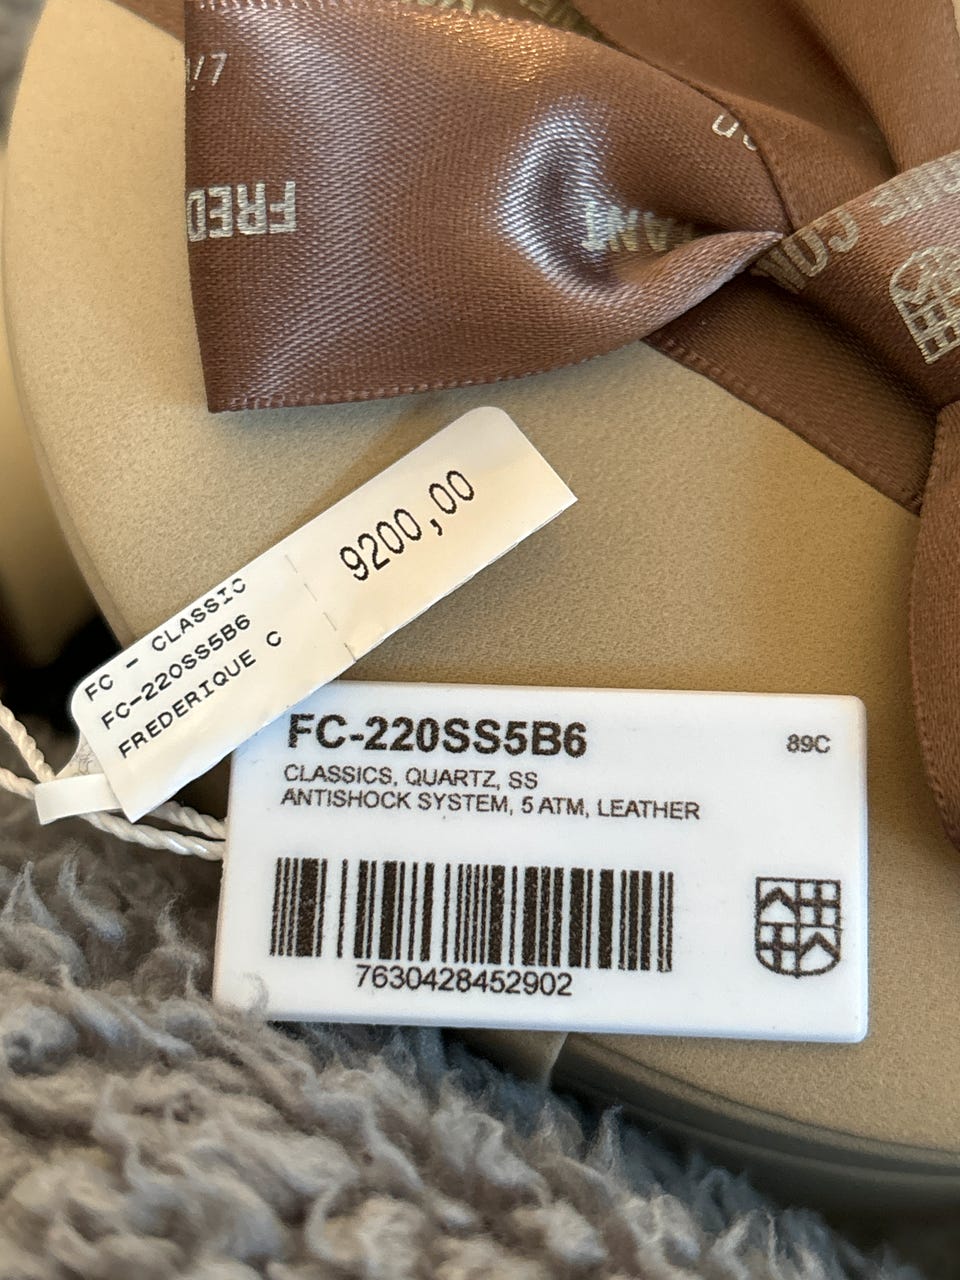 FRED
9200,00
FC - CLASSIC
FC-220SS5B6
FREDERIQUE C
FC-220SS5B6
89C
CLASSICS, QUARTZ, SS
ANTISHOCK SYSTEM, 5 ATM, LEATHER
7630428452902